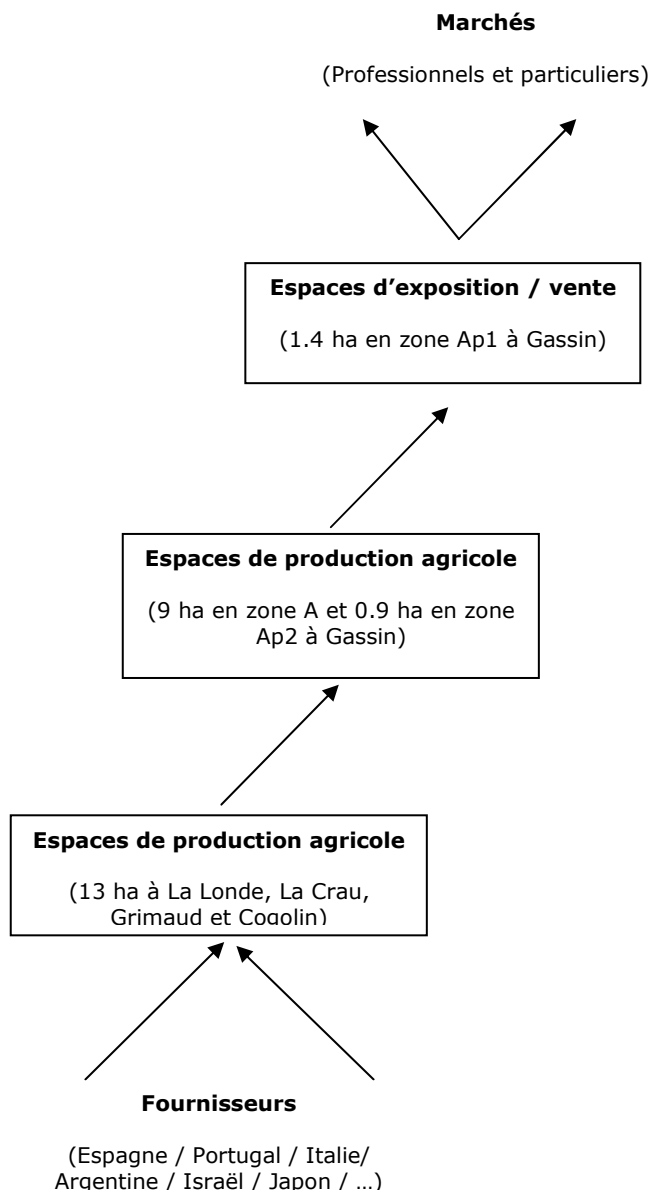 Marchés
(Professionnels et particuliers)
Espaces d'exposition / vente
(1.4 ha en zone Ap1 à Gassin)
Espaces de production agricole
(9 ha en zone A et 0.9 ha en zone
Ap2 à Gassin)
Espaces de production agricole
(13 ha à La Londe, La Crau,
Grimaud et Cogolin)
Fournisseurs
(Espagne / Portugal / Italie/
Argentine / Israël / Japon / ...)